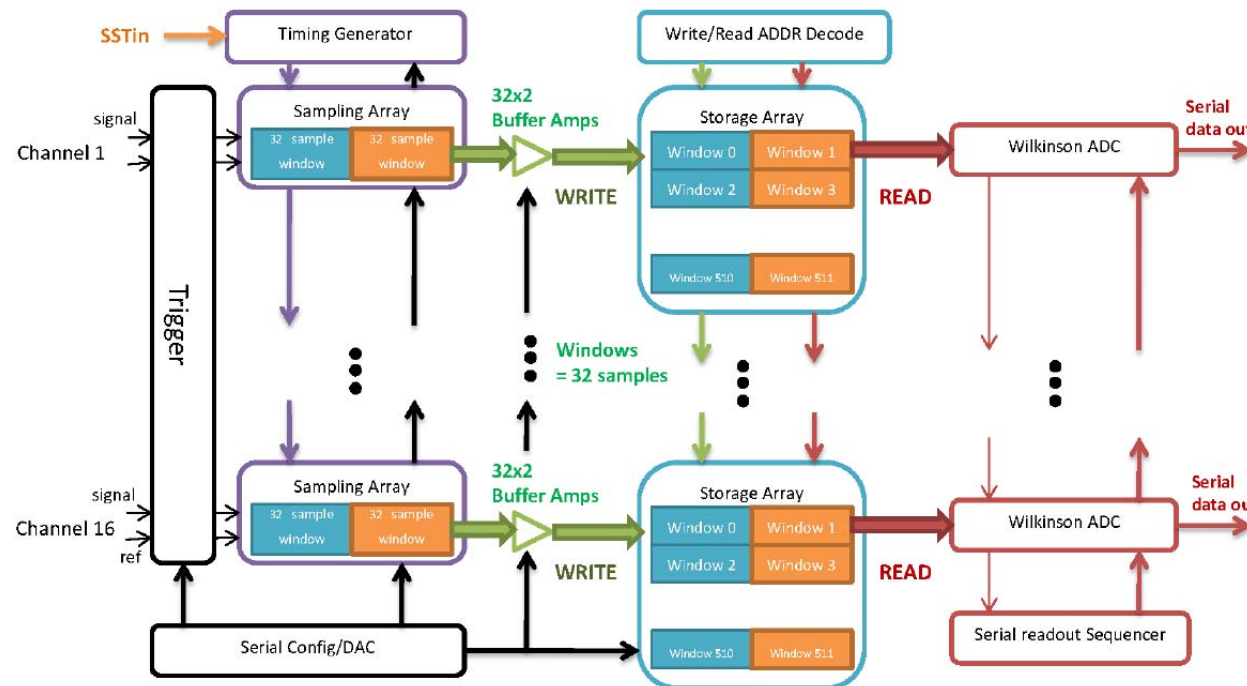 SSTin
Timing Generator
Write/Read ADDR Decode
signal
Channel 1
Trigger
Sampling Array
32 sample
window
32 sample
window
32x2
Buffer Amps
WRITE
Storage Array
Window 0
Window 1
Window 2
Window 3
Window 510
Window 511
READ
Wilkinson ADC
Serial
data out
Windows
= 32 samples
signal
Channel 16
ref
Sampling Array
32 sample
window
32 sample
window
32x2
Buffer Amps
WRITE
Storage Array
Window 0
Window 1
Window 2
Window 3
Window 510
Window 511
READ
Wilkinson ADC
Serial
data ou
Serial Config/DAC
Serial readout Sequencer